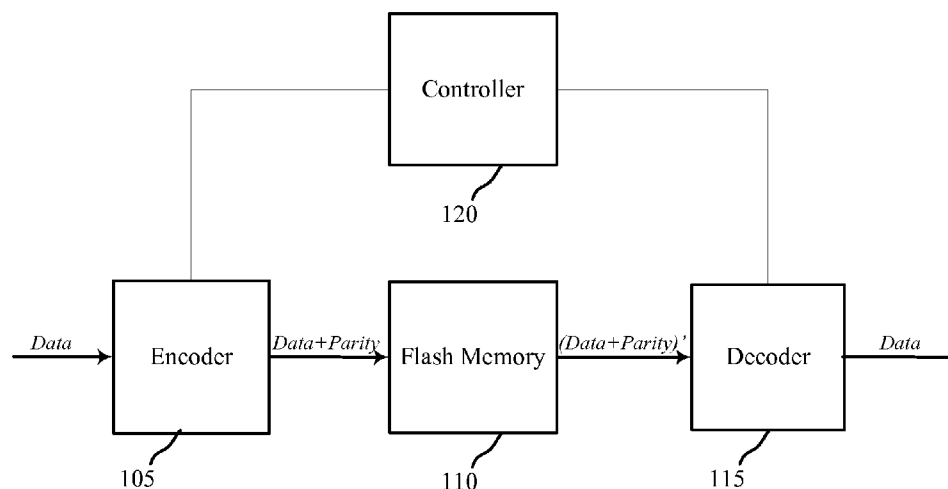 Controller
120
Data
Encoder
Data+Parity
Flash Memory
(Data+Parity)'
Decoder
Data
105
110
115